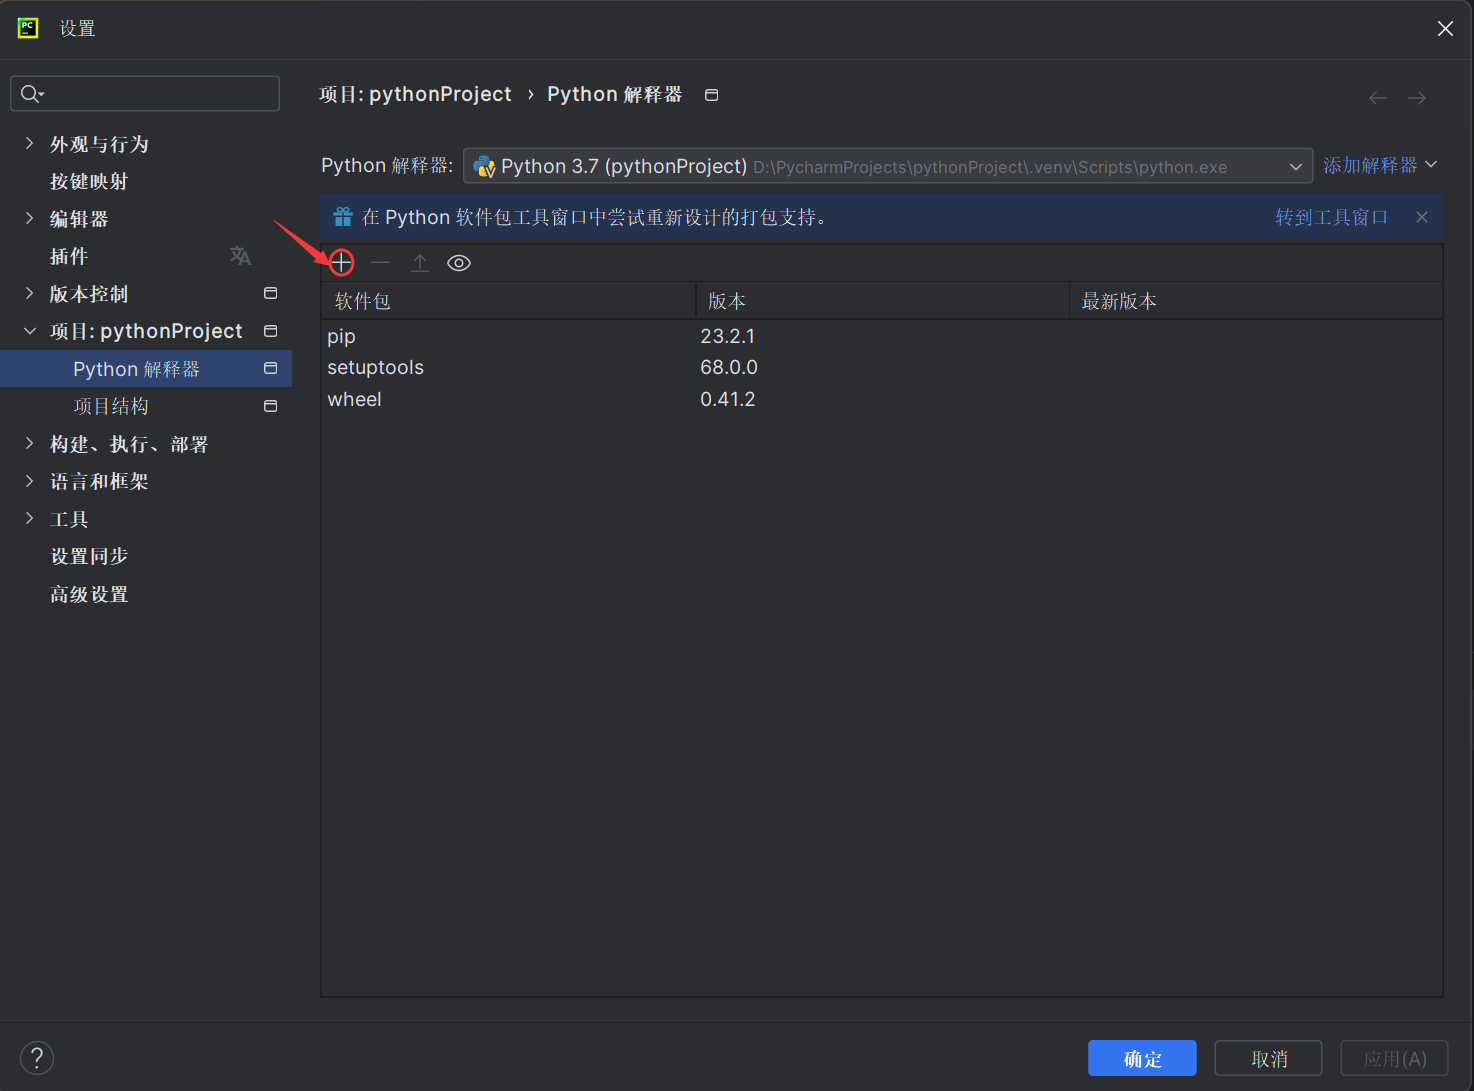 PC
设置
项目: pythonProject › Python 解释器
外观与行为
按键映射
编辑器
插件
版本控制
项目: pythonProject
Python 解释器
项目结构
构建、执行、部署
语言和框架
工具
设置同步
高级设置
Python 解释器: Python 3.7 (pythonProject) D:\PycharmProjects\pythonProject\.venv\Scripts\python.exe 添加解释器
在 Python 软件包工具窗口中尝试重新设计的打包支持。 转到工具窗口
软件包 版本 最新版本
pip 23.2.1
setuptools 68.0.0
wheel 0.41.2
? 确定 取消 应用(A)